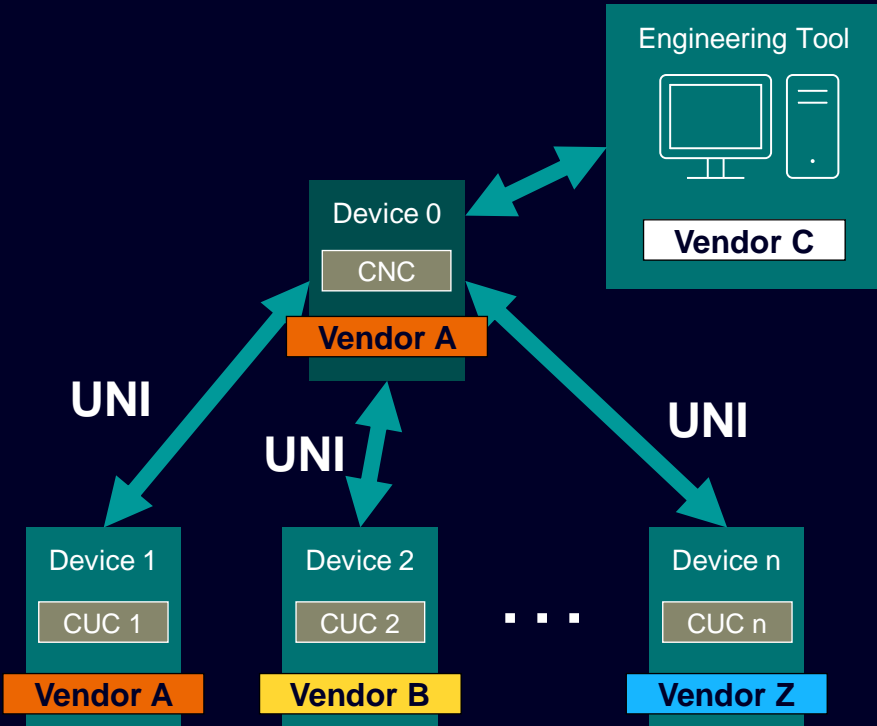 Engineering Tool
Vendor C
Device 0
CNC
Vendor A
UNI
UNI
UNI
Device 1
CUC 1
Vendor A
Device 2
CUC 2
Vendor B
...
Device n
CUC n
Vendor Z